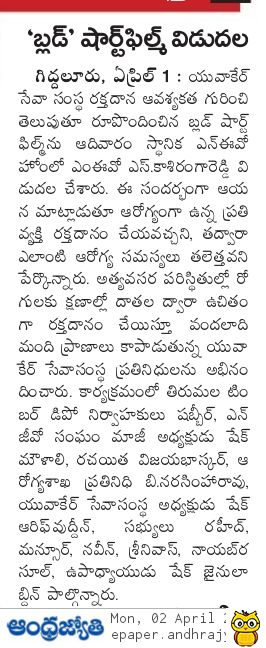 ‘బ్లడ్’ షార్ట్‌ఫిల్మ్ విడుదల
గిద్దలూరు, ఏప్రిల్ 1 : యువాకేర్
సేవా సంస్థ రక్తదాన ఆవశ్యకత గురించి
తెలుపుతూ రూపొందించిన బ్లడ్ షార్ట్
ఫిల్మ్‌ను ఆదివారం స్థానిక ఎన్‌ఈవో
హోంలో ఎంఈవో ఎస్.కాశిరంగారెడ్డి వి
డుదల చేశారు. ఈ సందర్భంగా ఆయ
న మాట్లాడుతూ ఆరోగ్యంగా ఉన్న ప్రతి
వ్యక్తి రక్తదానం చేయవచ్చని, తద్వారా
ఎలాంటి ఆరోగ్య సమస్యలు తలెత్తవని
పేర్కొన్నారు. అత్యవసర పరిస్థితుల్లో రో
గులకు క్షణాల్లో దాతల ద్వారా ఉచితం
గా రక్తదానం చేయిస్తూ వందలాది
మంది ప్రాణాలు కాపాడుతున్న యువా
కేర్ సేవాసంస్థ ప్రతినిధులను అభినం
దించారు. కార్యక్రమంలో తిరుమల టిం
బర్ డిపో నిర్వాహకులు షబ్బీర్, ఎన్
జీవో సంఘం మాజీ అధ్యక్షుడు షేక్
మౌళాలి, రచయిత విజయభాస్కర్, ఆ
రోగ్యశాఖ ప్రతినిధి బి.నరసింహారావు,
యువాకేర్ సేవాసంస్థ అధ్యక్షుడు షేక్
ఆరిఫ్‌వుద్దీన్, సభ్యులు రహీద్,
మన్సూర్, నవీన్, శ్రీనివాస్, నాయబ్‌ర
సూల్, ఉపాధ్యాయుడు షేక్ జైనులా
బ్దిన్ పాల్గొన్నారు.
ఆంధ్రజ్యోతి
Mon, 02 April 2
epaper.andhrajy